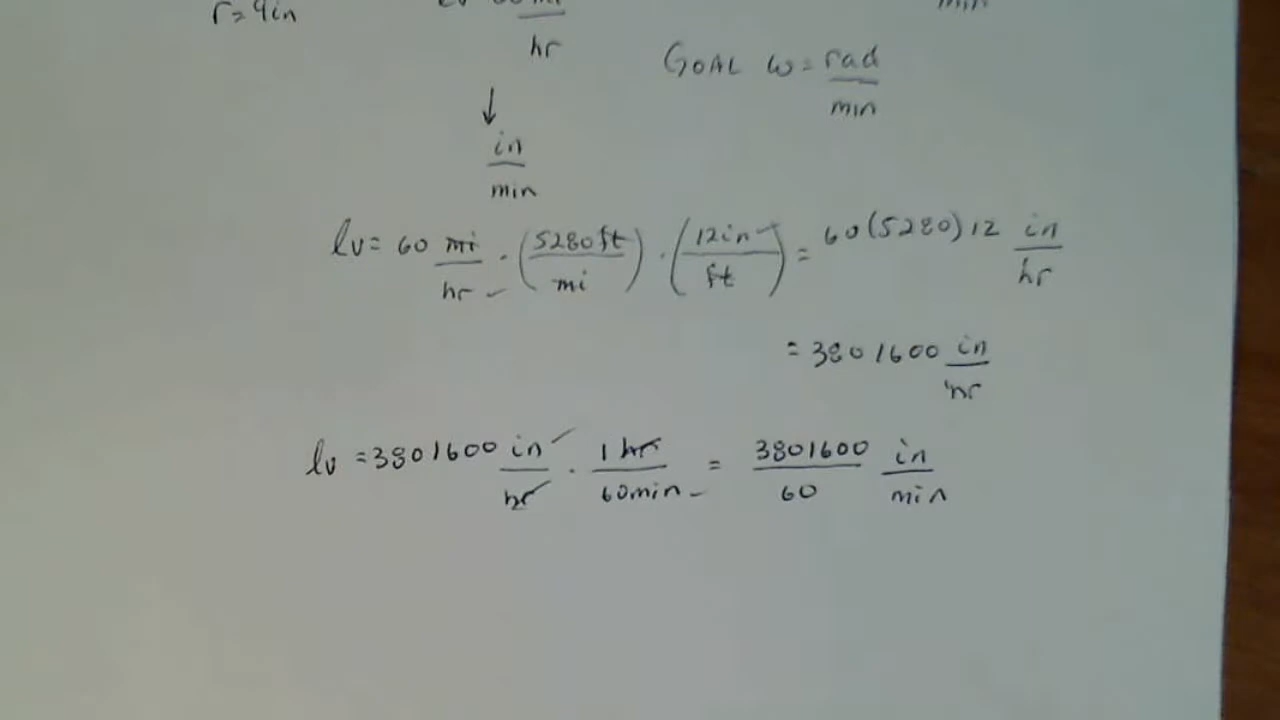 r = 9in
hr
GOAL ω = rad/min
↓
in/min
lv = 60 mi/hr · (5280ft/mi) · (12in/ft) = 60(5280)12 in/hr
= 3801600 in/hr
lv = 3801600 in/hr · 1hr/60min = 3801600/60 in/min